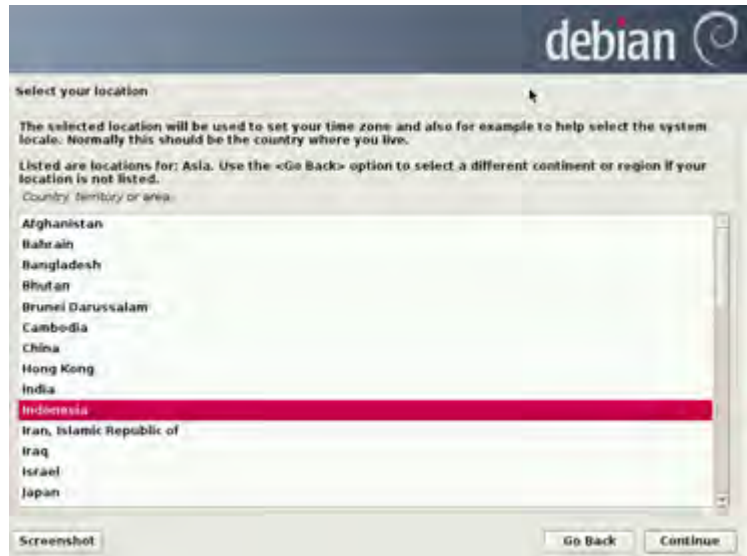 debian
Select your location
The selected location will be used to set your time zone and also for example to help select the system
locale. Normally this should be the country where you live.
Listed are locations for: Asia. Use the <Go Back> option to select a different continent or region if your
location is not listed.
Country, territory or area:
Afghanistan
Bahrain
Bangladesh
Bhutan
Brunei Darussalam
Cambodia
China
Hong Kong
India
Indonesia
Iran, Islamic Republic of
Iraq
Israel
Japan
Screenshot
Go Back
Continue